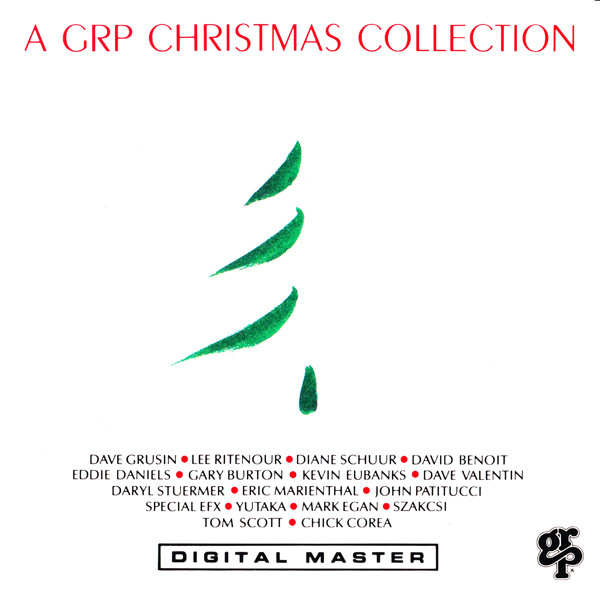 A GRP CHRISTMAS COLLECTION
DAVE GRUSIN • LEE RITENOUR • DIANE SCHUUR • DAVID BENOIT
EDDIE DANIELS • GARY BURTON • KEVIN EUBANKS • DAVE VALENTIN
DARYL STUERMER • ERIC MARIENTHAL • JOHN PATITUCCI
SPECIAL EFX • YUTAKA • MARK EGAN • SZAKCSI
TOM SCOTT • CHICK COREA
DIGITAL MASTER
grp